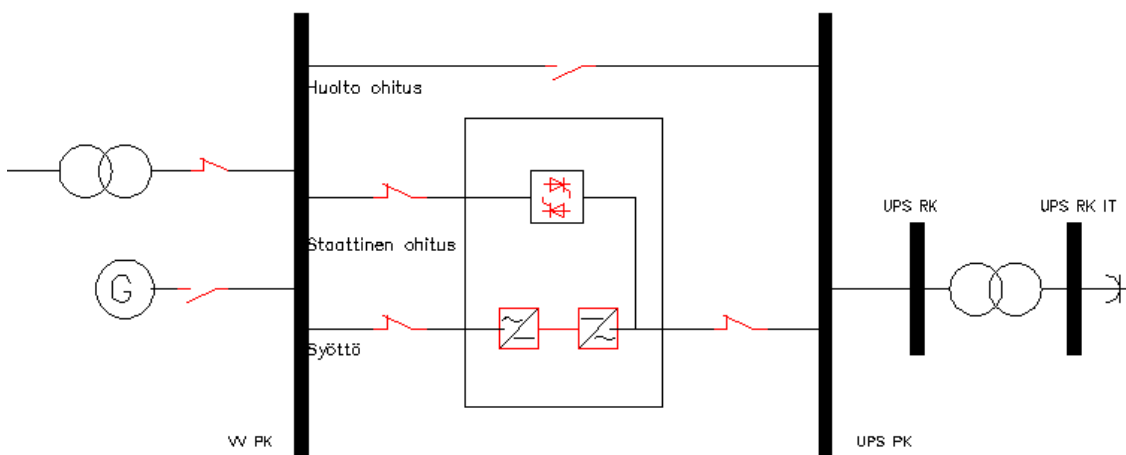 Huolto ohitus
UPS RK
UPS RK IT
Staattinen ohitus
G
Syöttö
VV PK
UPS PK